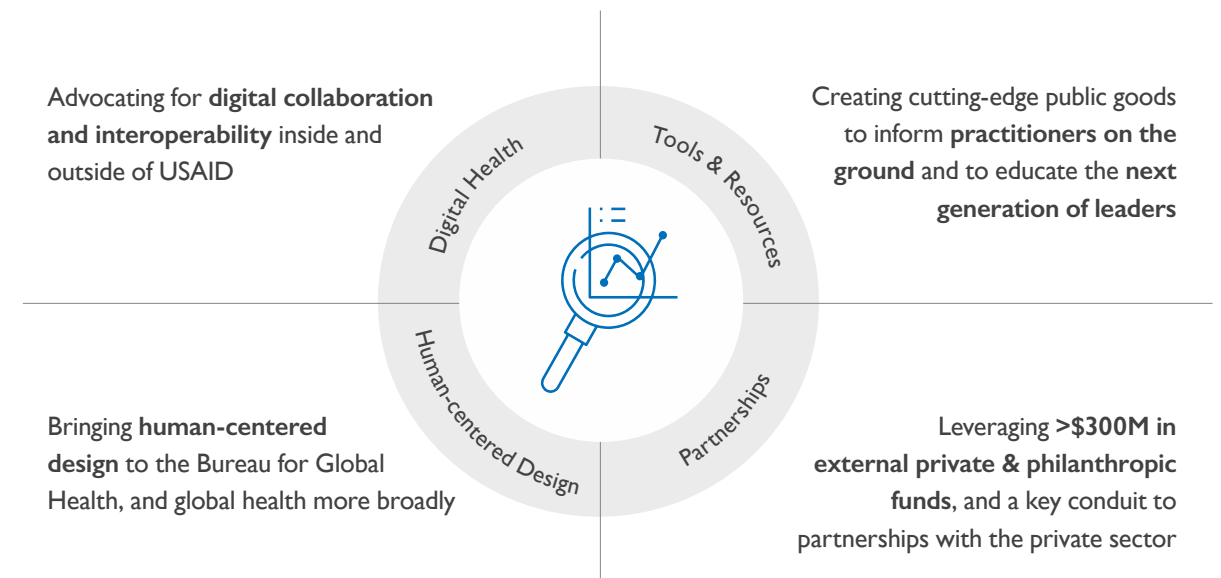 Advocating for digital collaboration
and interoperability inside and
outside of USAID
Digital Health
Tools & Resources
Creating cutting-edge public goods
to inform practitioners on the
ground and to educate the next
generation of leaders
Bringing human-centered
design to the Bureau for Global
Health, and global health more broadly
Human-centered Design
Partnerships
Leveraging >$300M in
external private & philanthropic
funds, and a key conduit to
partnerships with the private sector